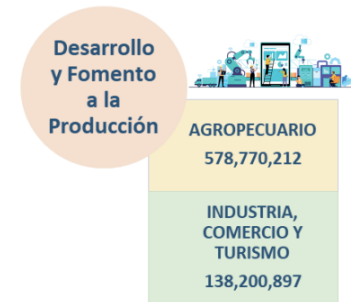 Desarrollo
y Fomento
a la
Producción
AGROPECUARIO
578,770,212
INDUSTRIA,
COMERCIO Y
TURISMO
138,200,897